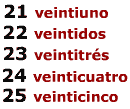 21 veintiuno
22 veintidos
23 veintitrés
24 veinticuatro
25 veinticinco